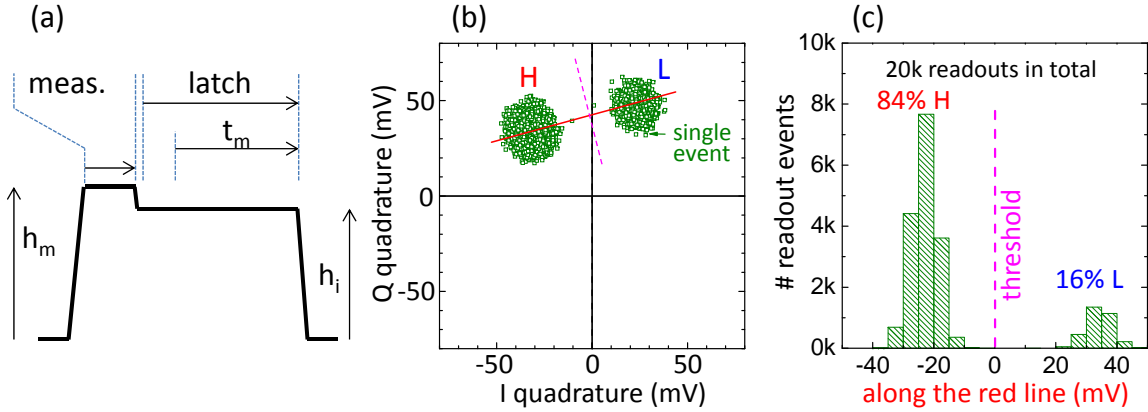 (a)
meas.
latch
t_m
h_m
h_i
(b)
H
L
single
event
50
0
-50
-50
0
50
Q quadrature (mV)
I quadrature (mV)
(c)
10k
8k
6k
4k
2k
0k
20k readouts in total
84% H
16% L
threshold
# readout events
-40
-20
0
20
40
along the red line (mV)